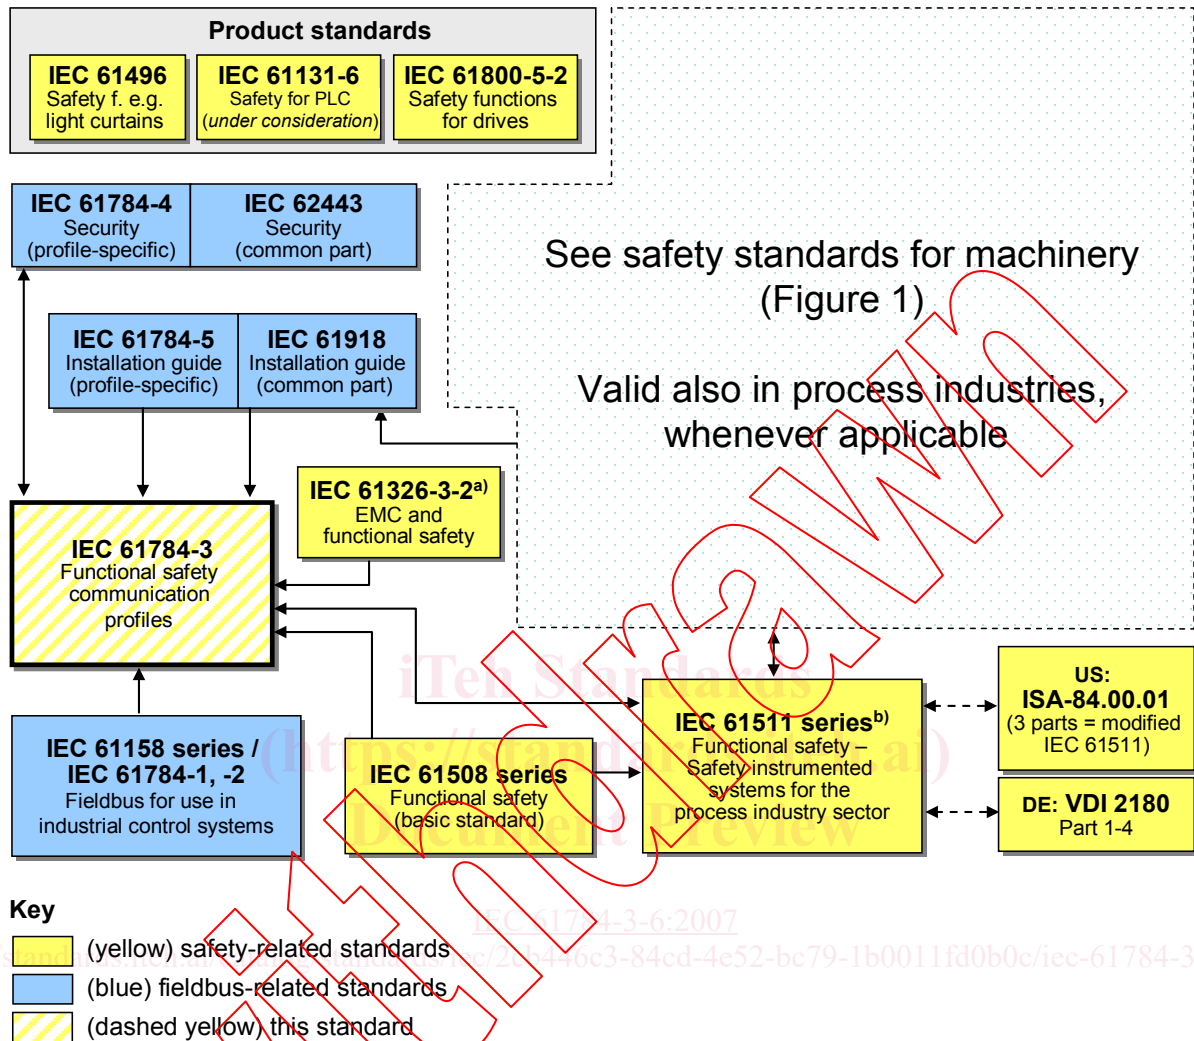 Product standards
IEC 61496
Safety f. e.g.
light curtains
IEC 61131-6
Safety for PLC
(under consideration)
IEC 61800-5-2
Safety functions
for drives
IEC 61784-4
Security
(profile-specific)
IEC 62443
Security
(common part)
See safety standards for machinery
(Figure 1)
Valid also in process industries,
whenever applicable
IEC 61784-5
Installation guide
(profile-specific)
IEC 61918
Installation guide
(common part)
IEC 61326-3-2a)
EMC and
functional safety
IEC 61784-3
Functional safety
communication
profiles
IEC 61158 series /
IEC 61784-1, -2
Fieldbus for use in
industrial control systems
IEC 61508 series
Functional safety
(basic standard)
IEC 61511 seriesb)
Functional safety –
Safety instrumented
systems for the
process industry sector
US:
ISA-84.00.01
(3 parts = modified
IEC 61511)
DE: VDI 2180
Part 1-4
Key
(yellow) safety-related standards
(blue) fieldbus-related standards
(dashed yellow) this standard
iTeh Standards
(https://standards.iteh.ai)
Document Preview
IEC 61784-3-6:2007
Withdrawn